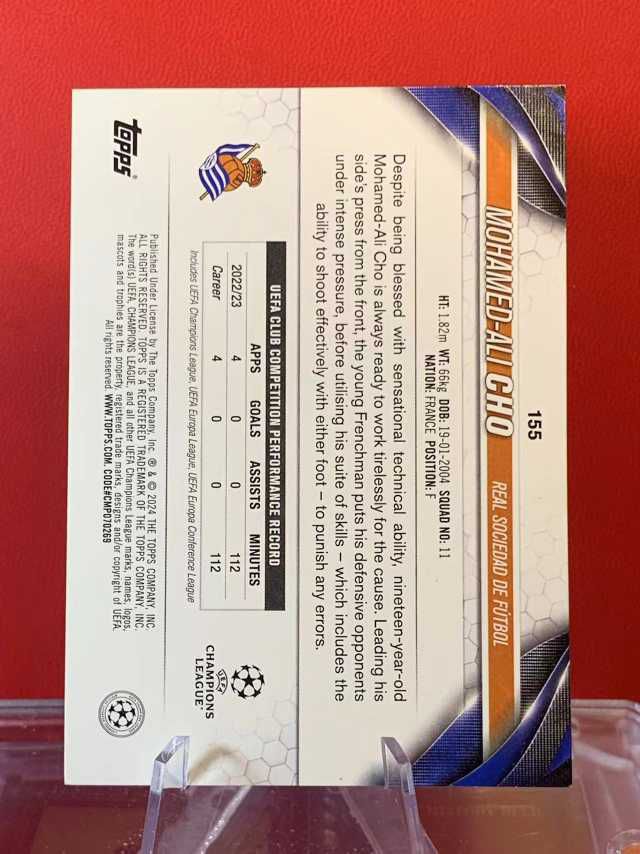 155
MOHAMED-ALI CHO
REAL SOCIEDAD DE FÚTBOL
HT: 1.82m WT: 66kg DOB: 19-01-2004 SQUAD NO: 11
NATION: FRANCE POSITION: F
Despite being blessed with sensational technical ability, nineteen-year-old
Mohamed-Ali Cho is always ready to work tirelessly for the cause. Leading his
side's press from the front, the young Frenchman puts his defensive opponents
under intense pressure, before utilising his suite of skills – which includes the
ability to shoot effectively with either foot – to punish any errors.
UEFA CLUB COMPETITION PERFORMANCE RECORD
APPS GOALS ASSISTS MINUTES
2022/23 4 0 0 112
Career 4 0 0 112
Includes UEFA Champions League, UEFA Europa League, UEFA Europa Conference League
UEFA
CHAMPIONS
LEAGUE
topps®
Published Under License by The Topps Company, Inc. ® & © 2024 THE TOPPS COMPANY, INC.
ALL RIGHTS RESERVED. TOPPS IS A REGISTERED TRADEMARK OF THE TOPPS COMPANY, INC.
The word(s) UEFA, CHAMPIONS LEAGUE, and all other UEFA Champions League marks, names, logos,
mascots and trophies are the property, registered trade marks, designs and/or copyright of UEFA.
All rights reserved. WWW.TOPPS.COM. CODE#CMP070269